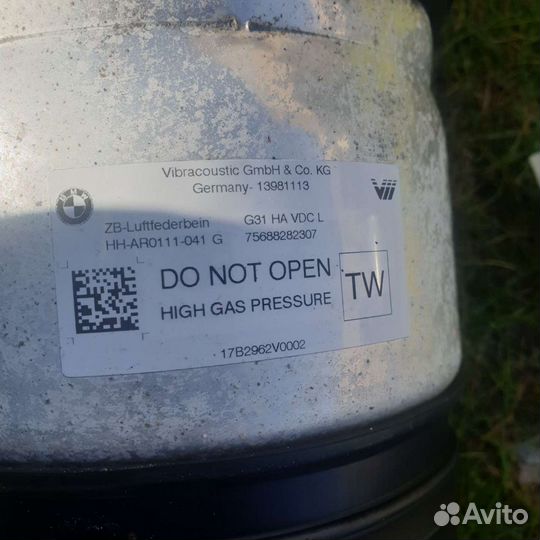 Vibracoustic GmbH & Co. KG
Germany- 13981113
BMW
ZB-Luftfederbein G31 HA VDC L
HH-AR0111-041 G 75688282307
DO NOT OPEN
HIGH GAS PRESSURE
TW
17B2962V0002
Avito